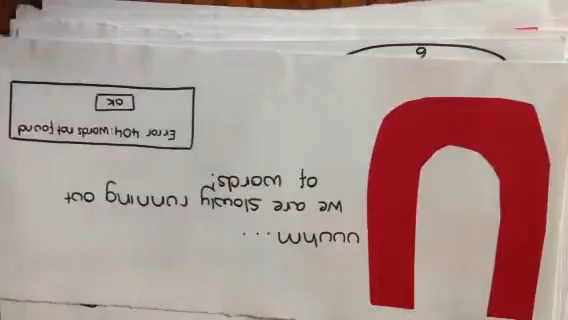 uuuhm...
we are slowly running out
of words!
Error 404: words not found
OK